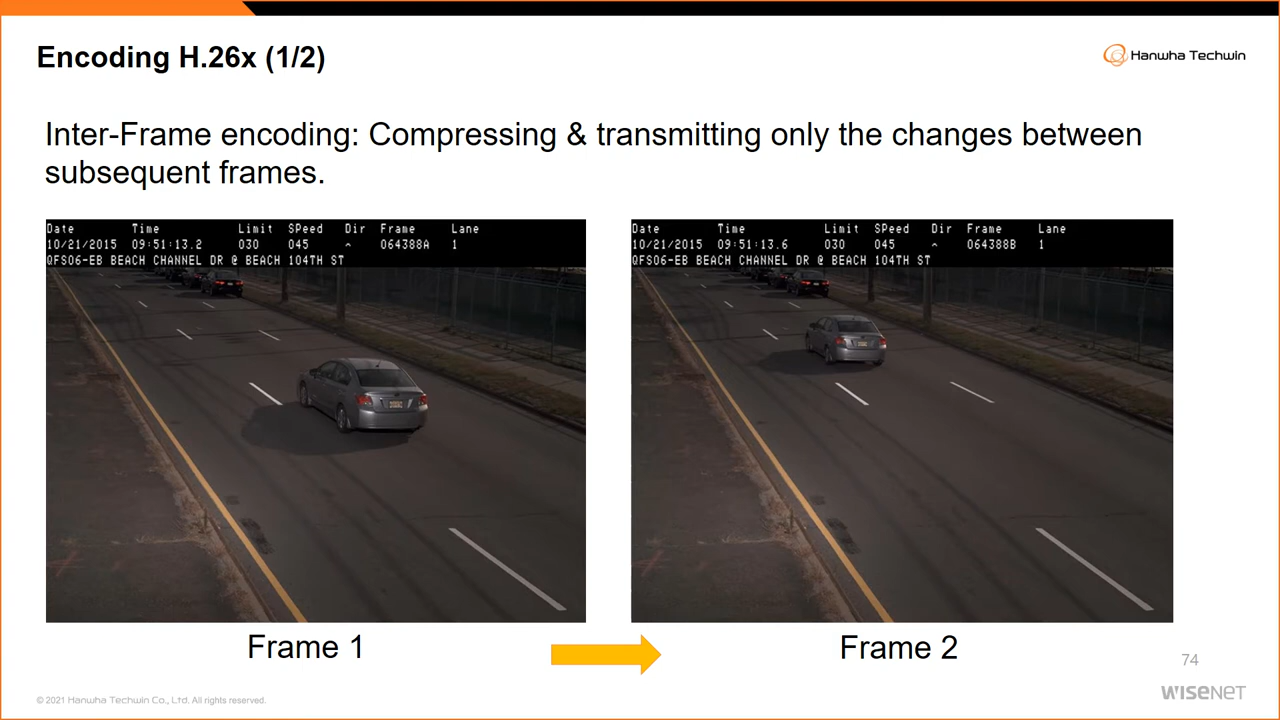 Encoding H.26x (1/2)
Hanwha Techwin
Inter-Frame encoding: Compressing & transmitting only the changes between
subsequent frames.
Date Time Limit SPeed Dir Frame Lane
10/21/2015 09:51:13.2 030 045 ^ 064388A 1
QFS06-EB BEACH CHANNEL DR @ BEACH 104TH ST
Date Time Limit SPeed Dir Frame Lane
10/21/2015 09:51:13.6 030 045 ^ 064388B 1
QFS06-EB BEACH CHANNEL DR @ BEACH 104TH ST
Frame 1
Frame 2
74
© 2021 Hanwha Techwin Co., Ltd. All rights reserved.
WISENET